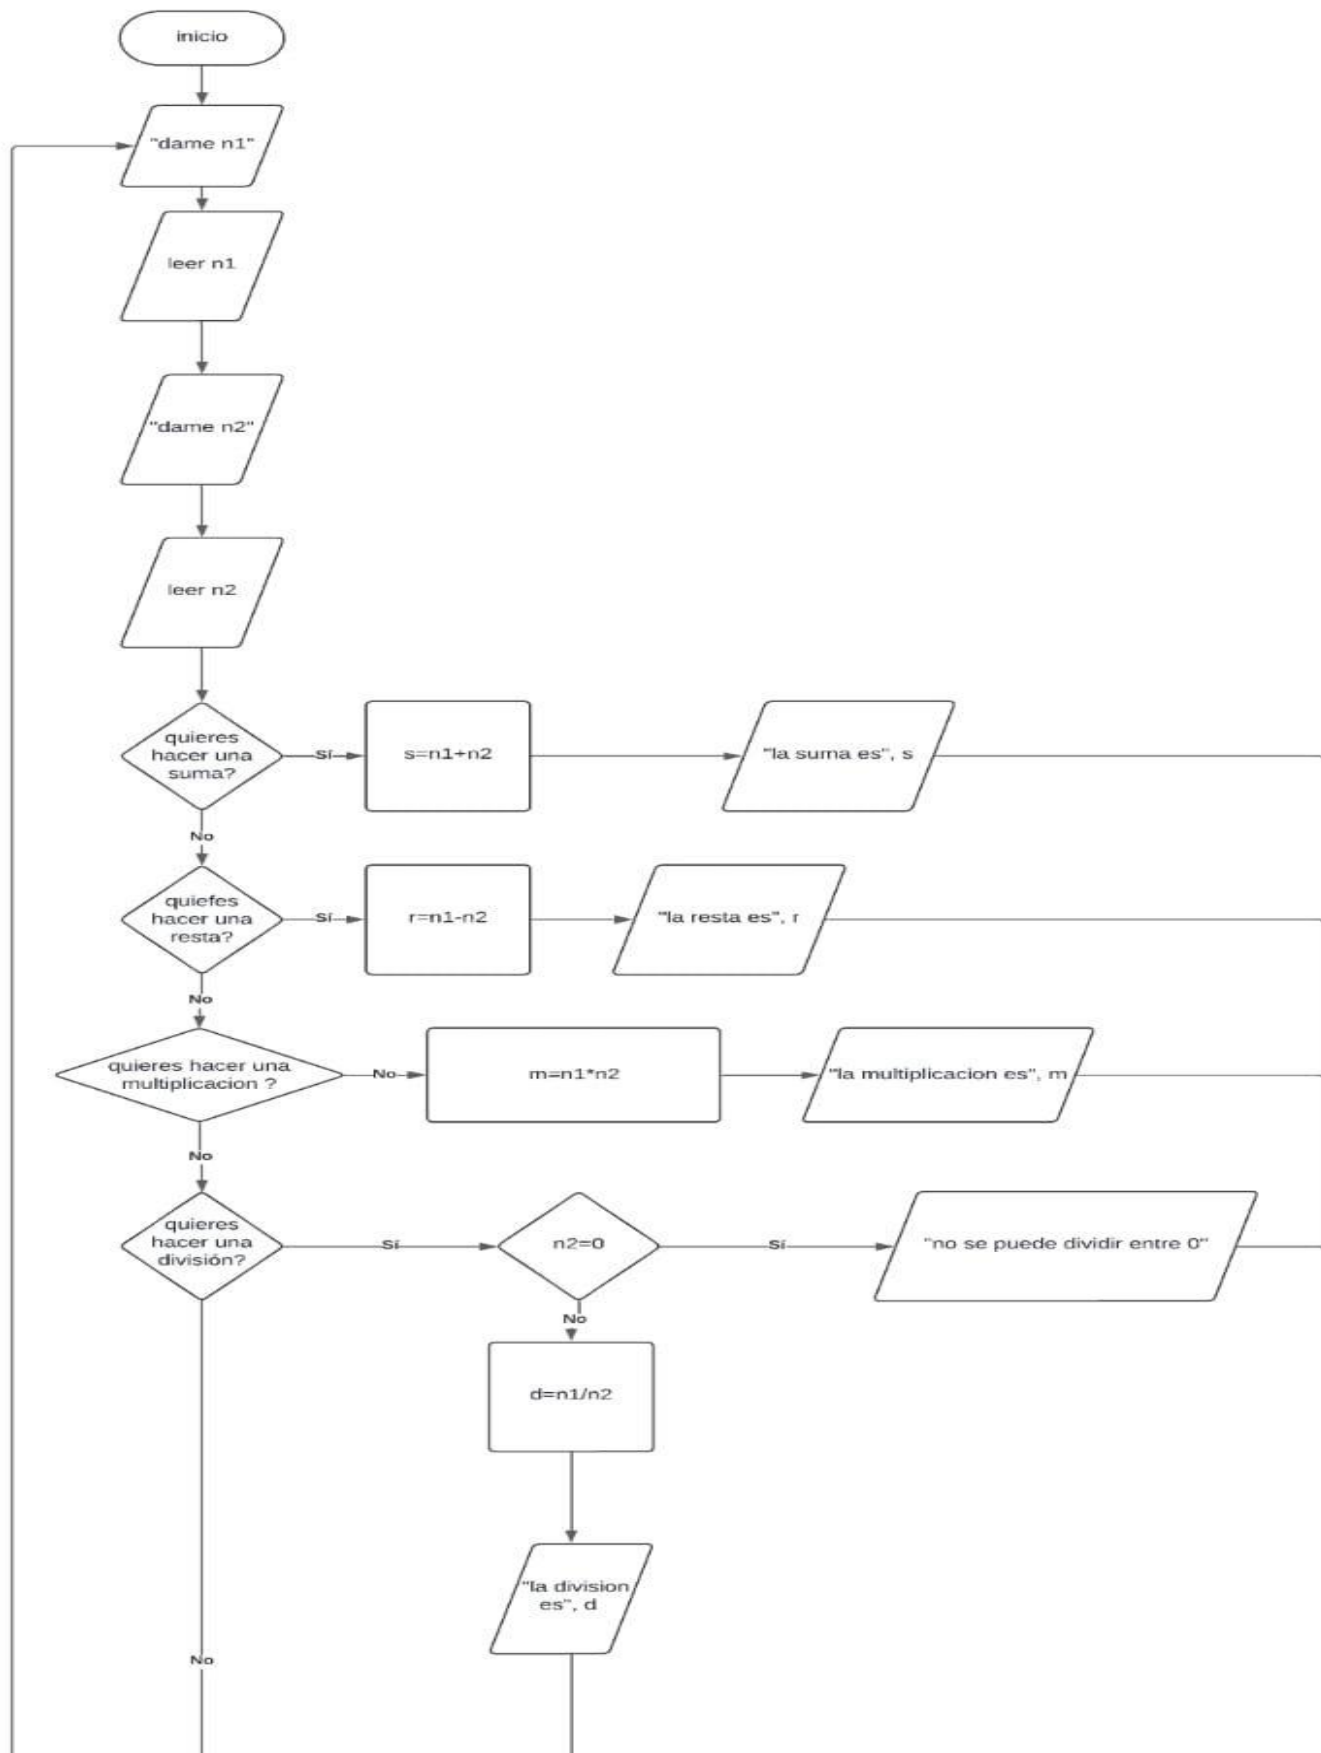 inicio
"dame n1"
leer n1
"dame n2"
leer n2
quieres
hacer una
suma?
Sí
s=n1+n2
"la suma es", s
No
quiefes
hacer una
resta?
Sí
r=n1-n2
"la resta es", r
No
quieres hacer una
multiplicacion ?
No
m=n1*n2
"la multiplicacion es", m
No
quieres
hacer una
división?
Sí
n2=0
Sí
"no se puede dividir entre 0"
No
d=n1/n2
"la division
es", d
No